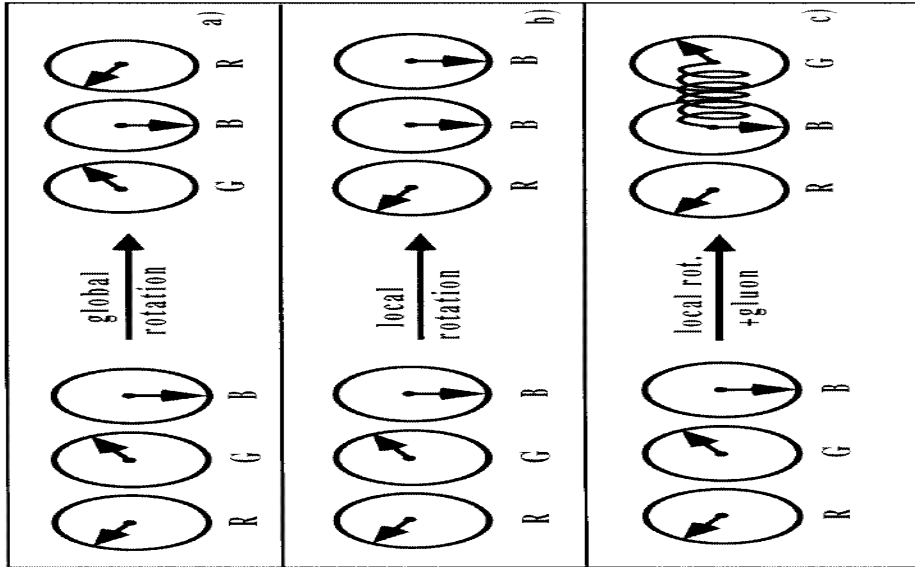 global
rotation
R G B G B R a)
local
rotation
R G B R B B b)
local rot.
+gluon
R G B R B G c)